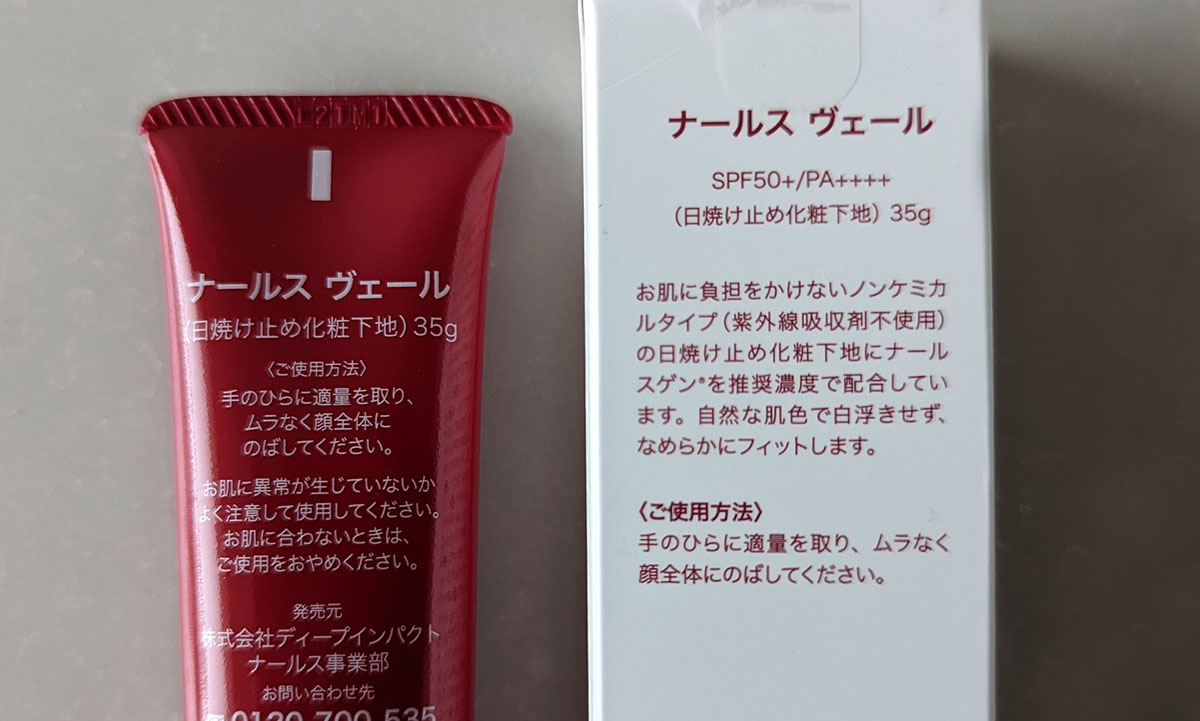 ナールス ヴェール
(日焼け止め化粧下地) 35g
〈ご使用方法〉
手のひらに適量を取り、
ムラなく顔全体に
のばしてください。
お肌に異常が生じていないか
よく注意して使用してください。
お肌に合わないときは、
ご使用をおやめください。
発売元
株式会社ディープインパクト
ナールス事業部
お問い合わせ先
0120-700-535
ナールス ヴェール
SPF50+/PA++++
(日焼け止め化粧下地) 35g
お肌に負担をかけないノンケミカ
ルタイプ(紫外線吸収剤不使用)
の日焼け止め化粧下地にナール
スゲン®を推奨濃度で配合してい
ます。自然な肌色で白浮きせず、
なめらかにフィットします。
〈ご使用方法〉
手のひらに適量を取り、ムラなく
顔全体にのばしてください。